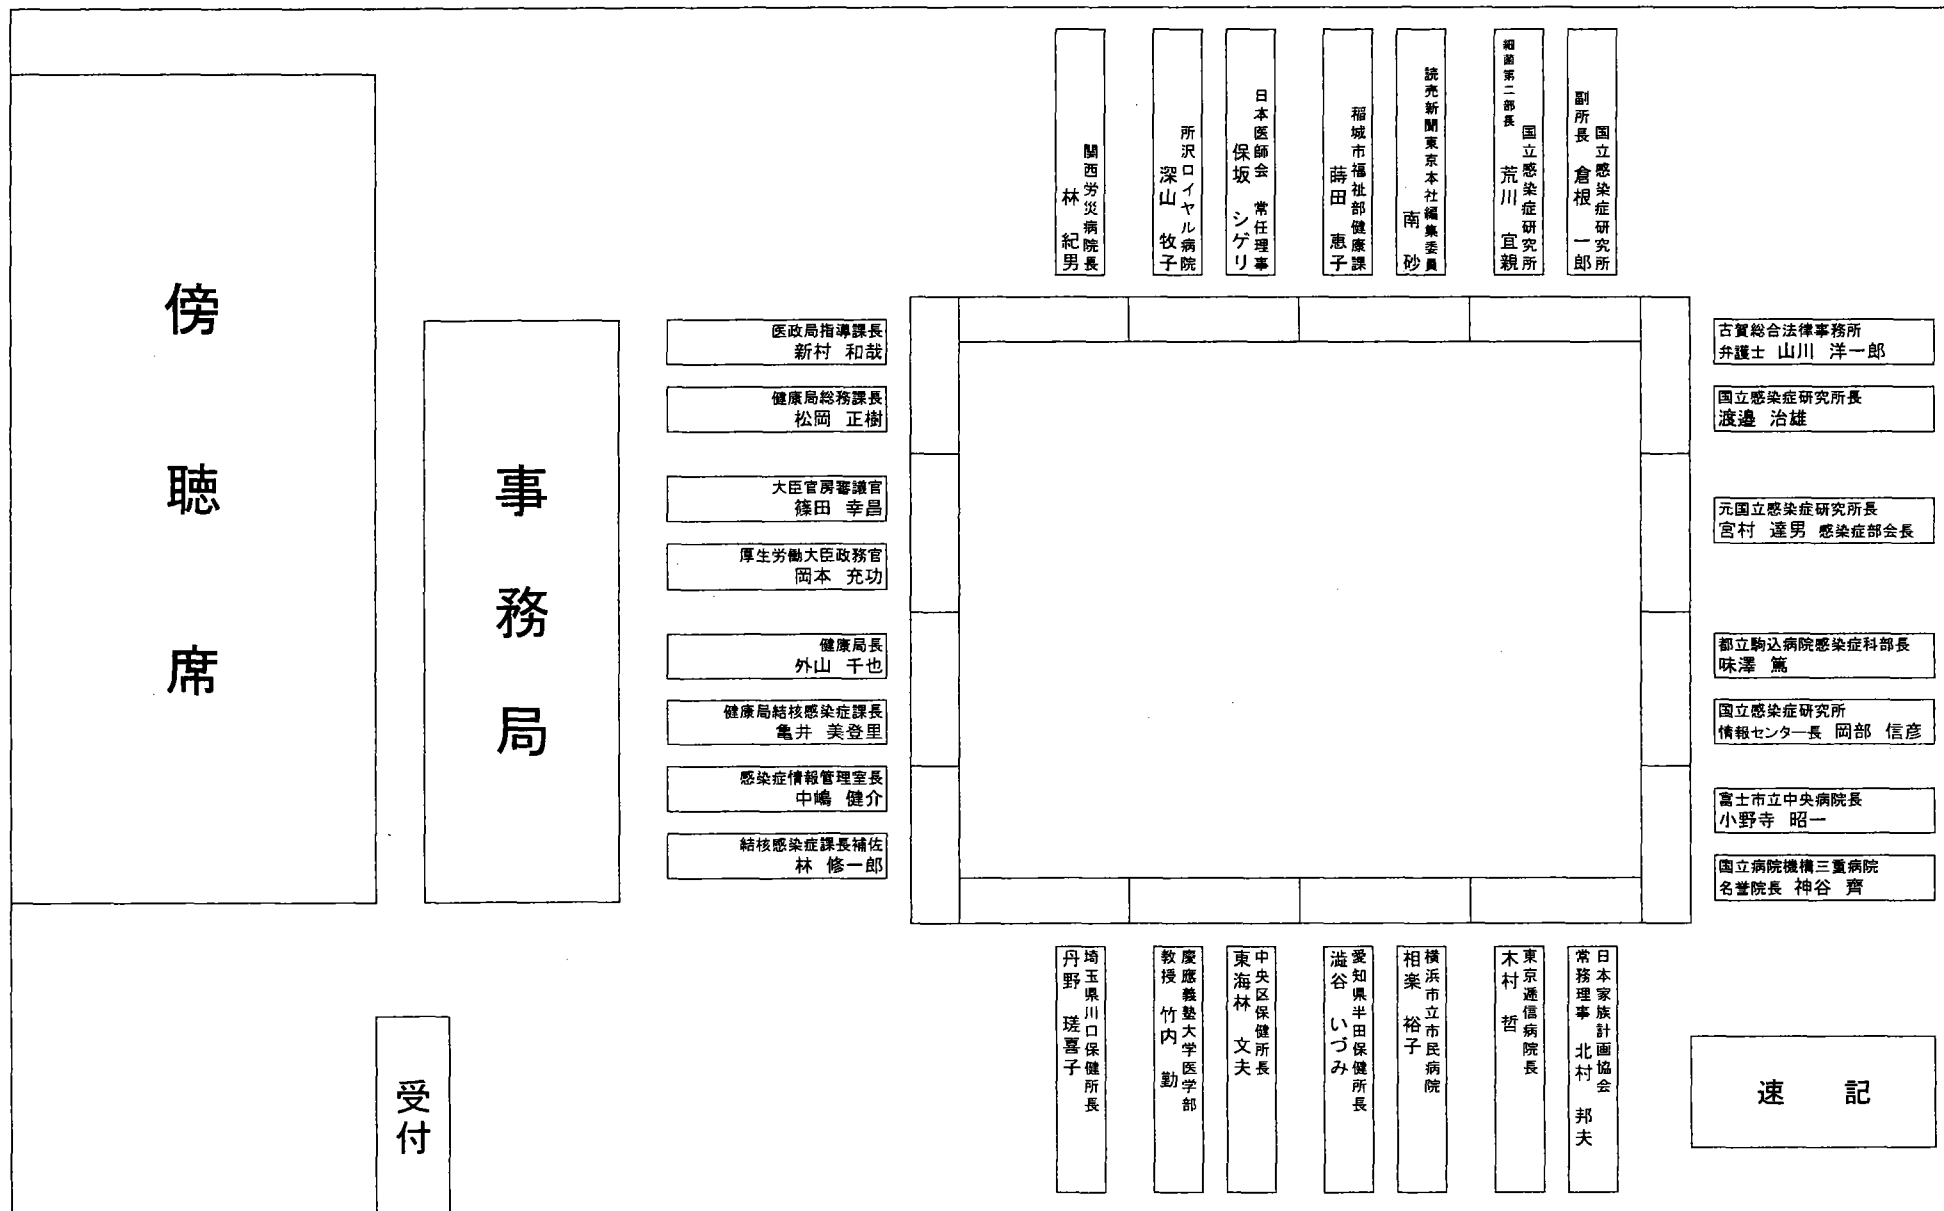 関西労災病院長
林 紀男
所沢ロイヤル病院
深山 牧子
日本医師会 常任理事
保坂 シゲリ
稲城市福祉部健康課
蒔田 恵子
読売新聞東京本社編集委員
南 砂
国立感染症研究所
細菌第二部長 荒川 宜親
国立感染症研究所
副所長 倉根 一郎
傍聴席
事務局
医政局指導課長
新村 和哉
健康局総務課長
松岡 正樹
大臣官房審議官
篠田 幸昌
厚生労働大臣政務官
岡本 充功
健康局長
外山 千也
健康局結核感染症課長
亀井 美登里
感染症情報管理室長
中嶋 健介
結核感染症課長補佐
林 修一郎
古賀総合法律事務所
弁護士 山川 洋一郎
国立感染症研究所長
渡邉 治雄
元国立感染症研究所長
宮村 達男 感染症部会長
都立駒込病院感染症科部長
味澤 篤
国立感染症研究所
情報センター長 岡部 信彦
富士市立中央病院長
小野寺 昭一
国立病院機構三重病院
名誉院長 神谷 齊
埼玉県川口保健所長
丹野 瑳喜子
慶應義塾大学医学部
教授 竹内 勤
中央区保健所長
東海林 文夫
愛知県半田保健所長
澁谷 いづみ
横浜市立市民病院
相楽 裕子
東京逓信病院長
木村 哲
日本家族計画協会
常務理事 北村 邦夫
受付
速 記